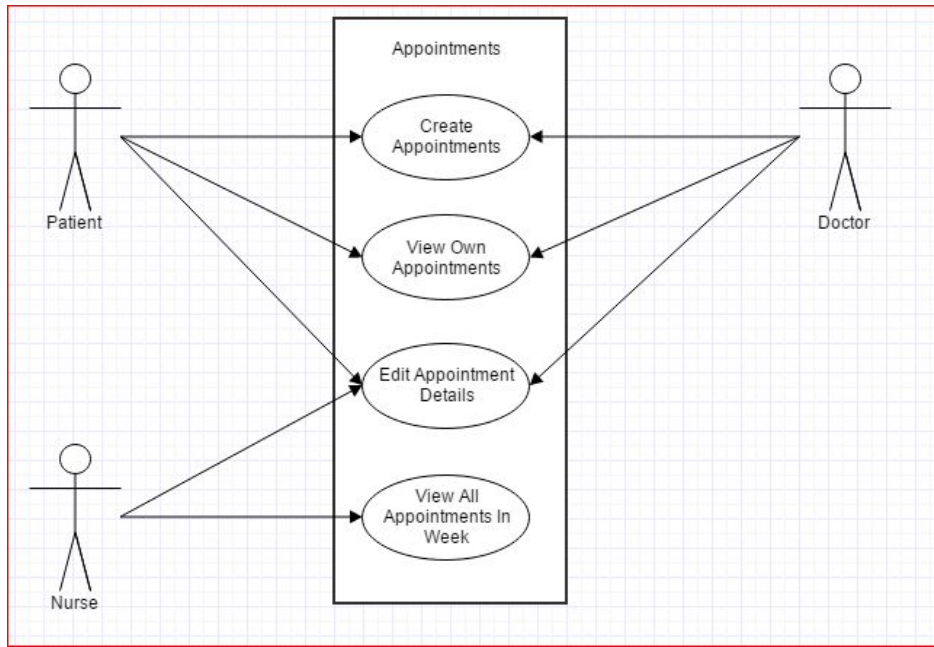 Appointments
Create
Appointments
Patient
Doctor
View Own
Appointments
Edit Appointment
Details
View All
Appointments In
Week
Nurse